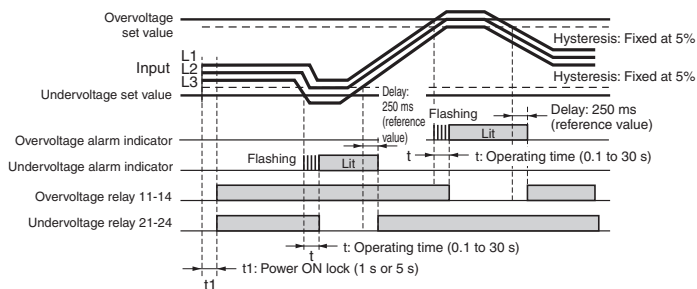 Overvoltage
set value
Hysteresis: Fixed at 5%
L1
L2
L3
Input
Hysteresis: Fixed at 5%
Undervoltage set value
Delay:
250 ms
(reference
value)
Flashing
Delay: 250 ms
(reference value)
Overvoltage alarm indicator
Lit
Flashing
t
t: Operating time (0.1 to 30 s)
Undervoltage alarm indicator
Lit
Overvoltage relay 11-14
Undervoltage relay 21-24
t: Operating time (0.1 to 30 s)
t
t1: Power ON lock (1 s or 5 s)
t1